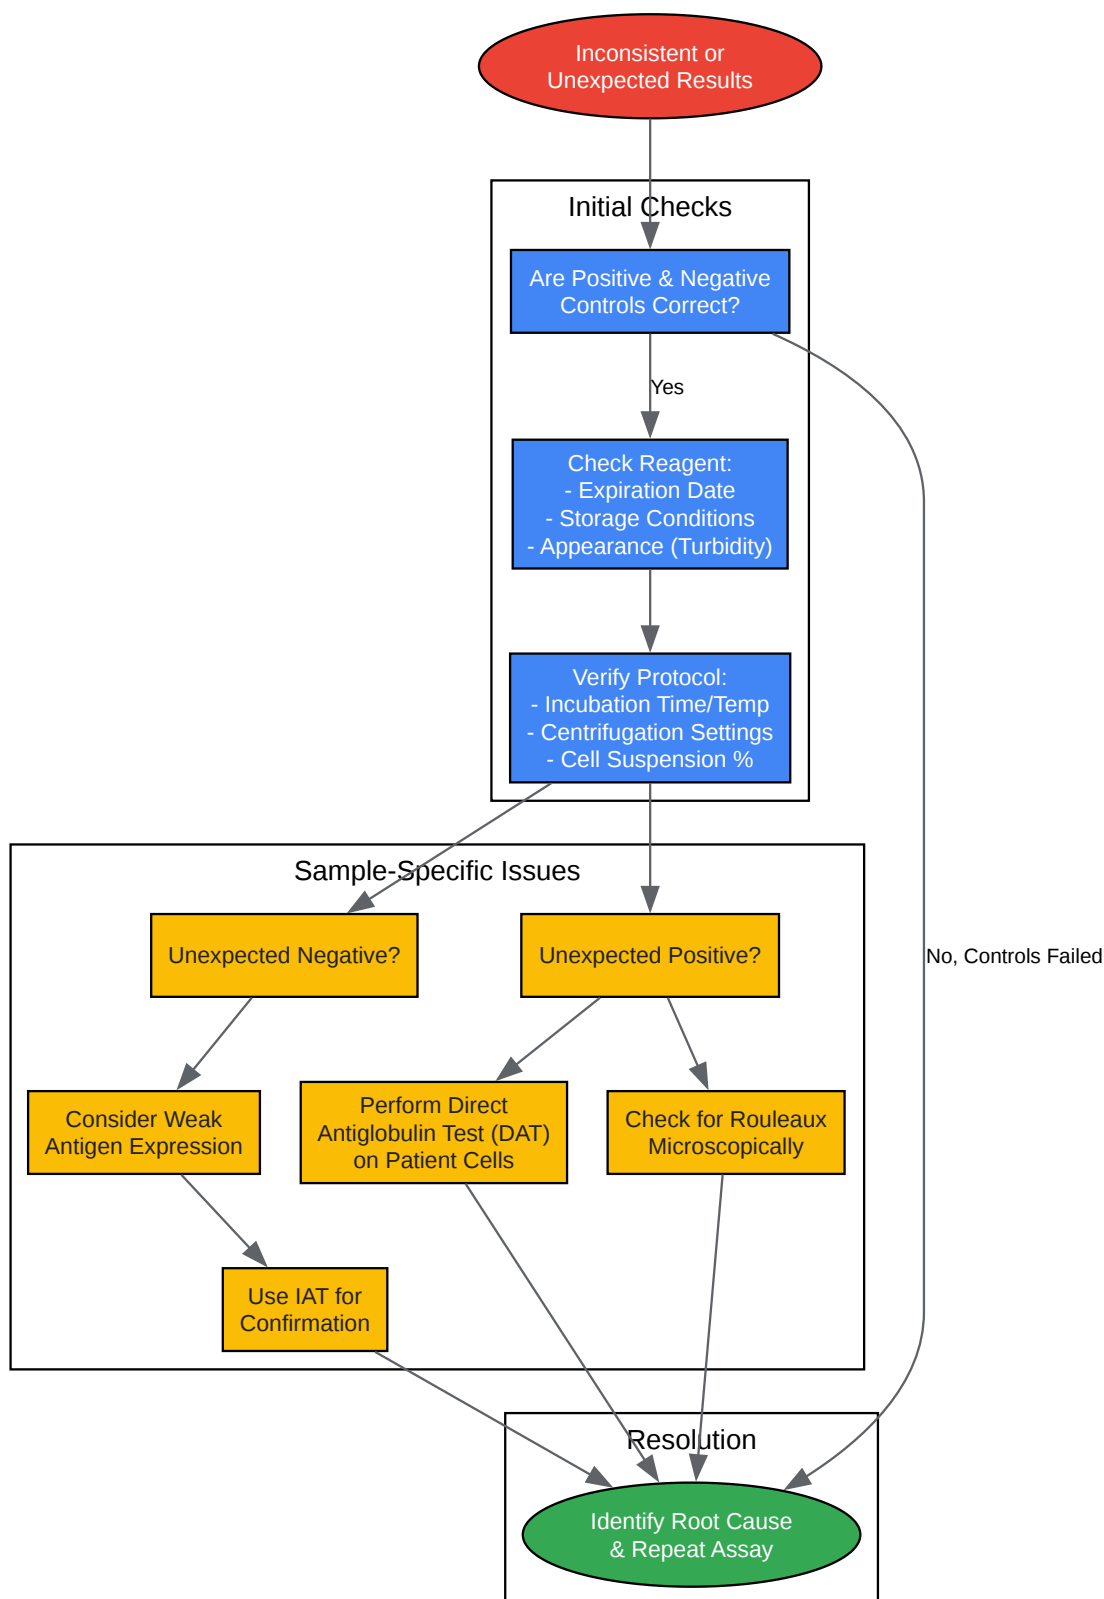 Inconsistent or
Unexpected Results
Initial Checks
Are Positive & Negative
Controls Correct?
Yes
Check Reagent:
- Expiration Date
- Storage Conditions
- Appearance (Turbidity)
Verify Protocol:
- Incubation Time/Temp
- Centrifugation Settings
- Cell Suspension %
Sample-Specific Issues
Unexpected Negative?
Unexpected Positive?
No, Controls Failed
Consider Weak
Antigen Expression
Perform Direct
Antiglobulin Test (DAT)
on Patient Cells
Check for Rouleaux
Microscopically
Use IAT for
Confirmation
Resolution
Identify Root Cause
& Repeat Assay